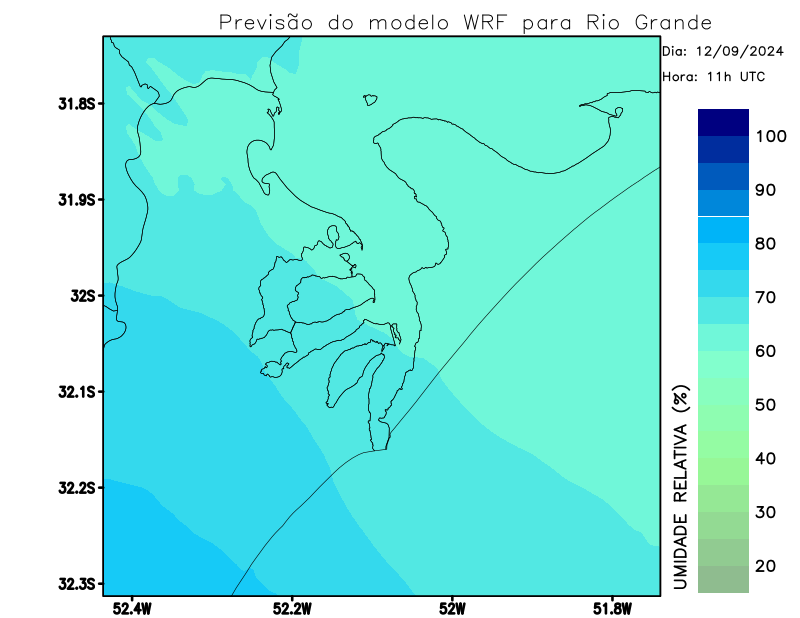 Previsão do modelo WRF para Rio Grande
Dia: 12/09/2024
Hora: 11h UTC
31.8S
31.9S
32S
32.1S
32.2S
32.3S
52.4W
52.2W
52W
51.8W
100
90
80
70
60
50
40
30
20
UMIDADE RELATIVA (%)